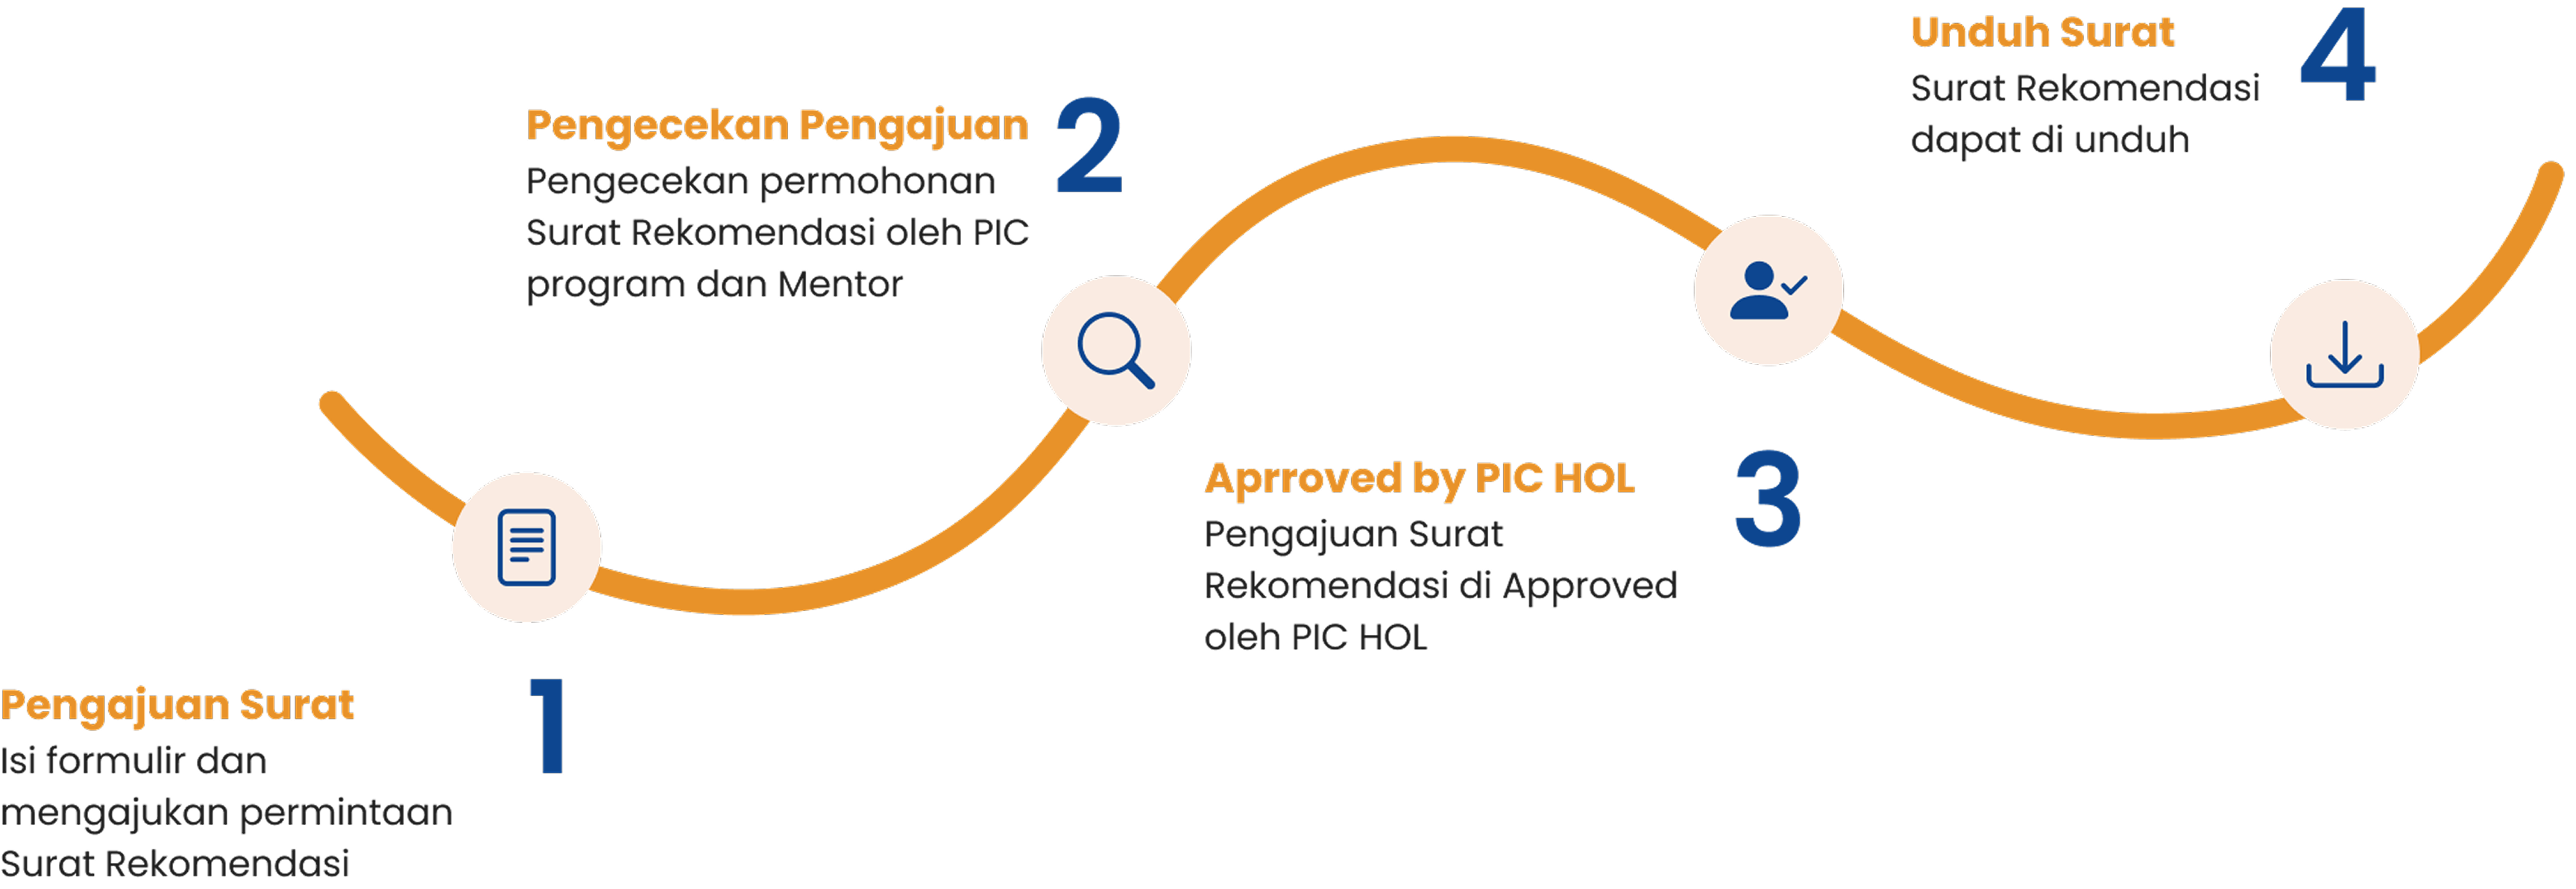 1
Pengajuan Surat
Isi formulir dan
mengajukan permintaan
Surat Rekomendasi
2
Pengecekan Pengajuan
Pengecekan permohonan
Surat Rekomendasi oleh PIC
program dan Mentor
3
Aprroved by PIC HOL
Pengajuan Surat
Rekomendasi di Approved
oleh PIC HOL
4
Unduh Surat
Surat Rekomendasi
dapat di unduh